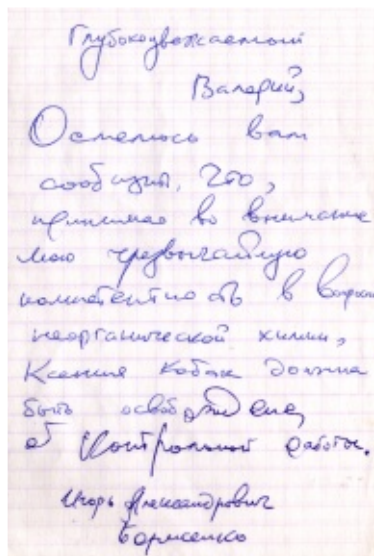 Глубокоуважаемый
Валерий,
Осмелюсь вам
сообщить, что,
принимая во внимание
мою чрезвычайную
компетентность в вопросах
неорганической химии,
Ксения Кобак должна
быть освобождена
от контрольной работы.
Игорь Александрович
Борисенко